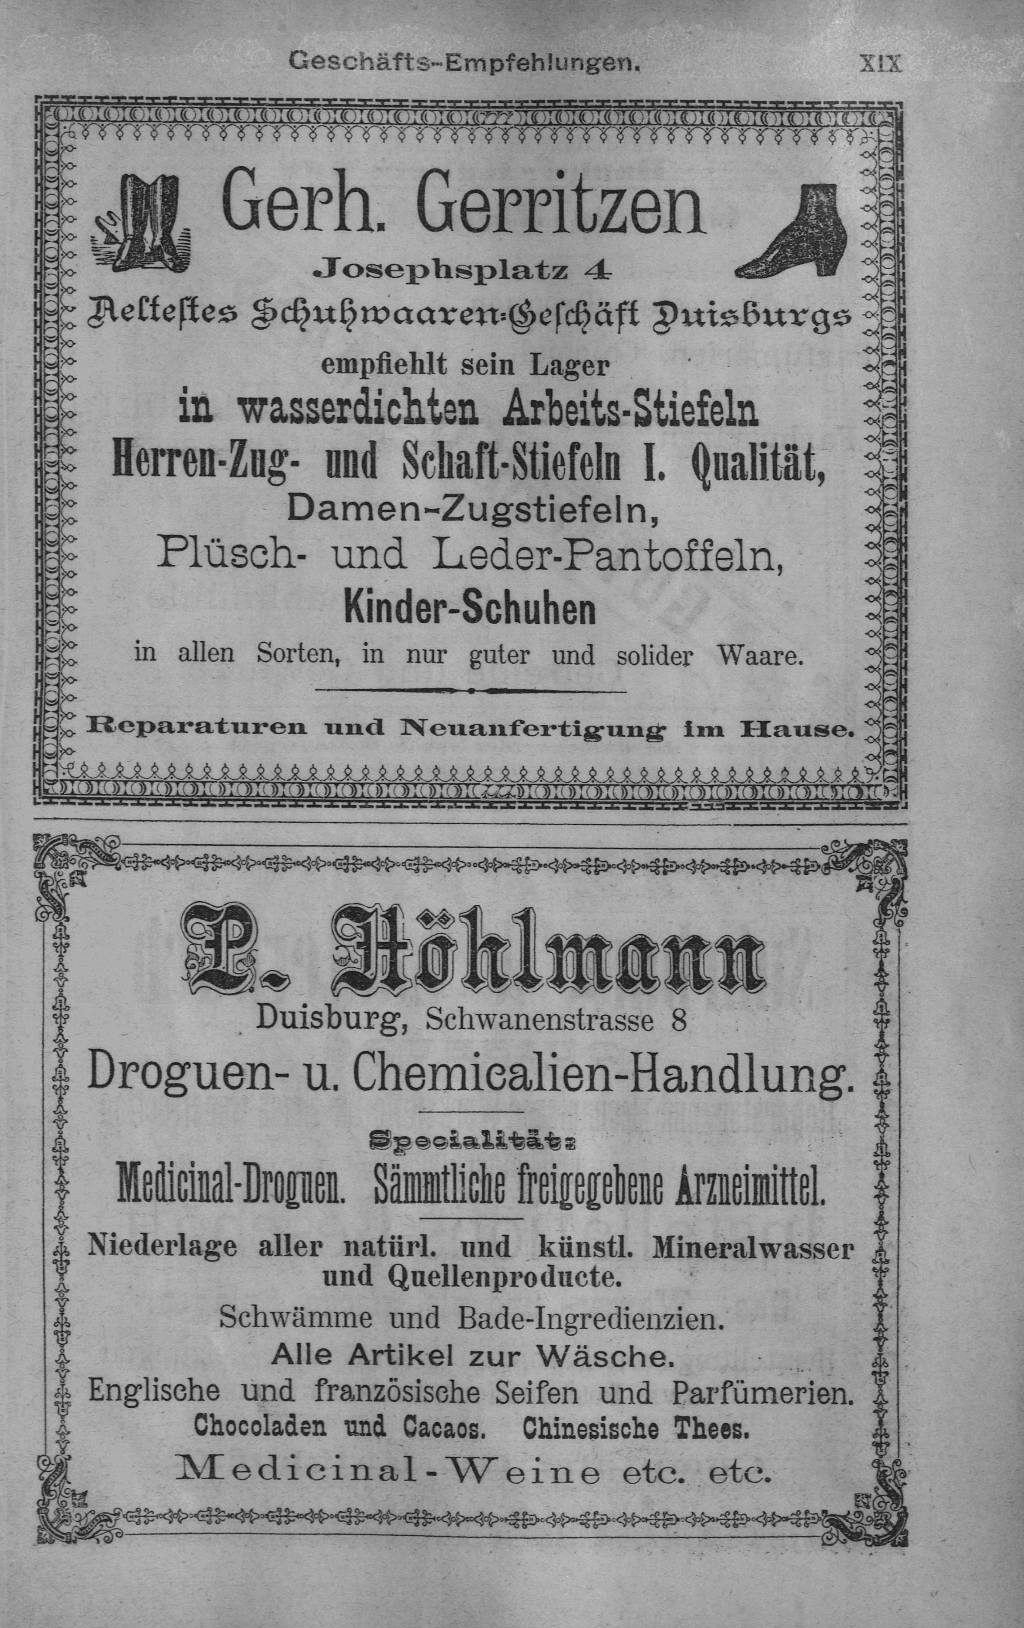 Geschäfts-Empfehlungen. XIX
Gerh. Gerritzen
Josephsplatz 4
Aeltestes Schuhwaaren-Geschäft Duisburgs
empfiehlt sein Lager
in wasserdichten Arbeits-Stiefeln
Herren-Zug- und Schaft-Stiefeln I. Qualität,
Damen-Zugstiefeln,
Plüsch- und Leder-Pantoffeln,
Kinder-Schuhen
in allen Sorten, in nur guter und solider Waare.
Reparaturen und Neuanfertigung im Hause.
P. Höhlmann
Duisburg, Schwanenstrasse 8
Droguen- u. Chemicalien-Handlung.
Specialität:
Medicinal-Droguen. Sämmtliche freigegebene Arzneimittel.
Niederlage aller natürl. und künstl. Mineralwasser
und Quellenproducte.
Schwämme und Bade-Ingredienzien.
Alle Artikel zur Wäsche.
Englische und französische Seifen und Parfümerien.
Chocoladen und Cacaos. Chinesische Thees.
Medicinal-Weine etc. etc.